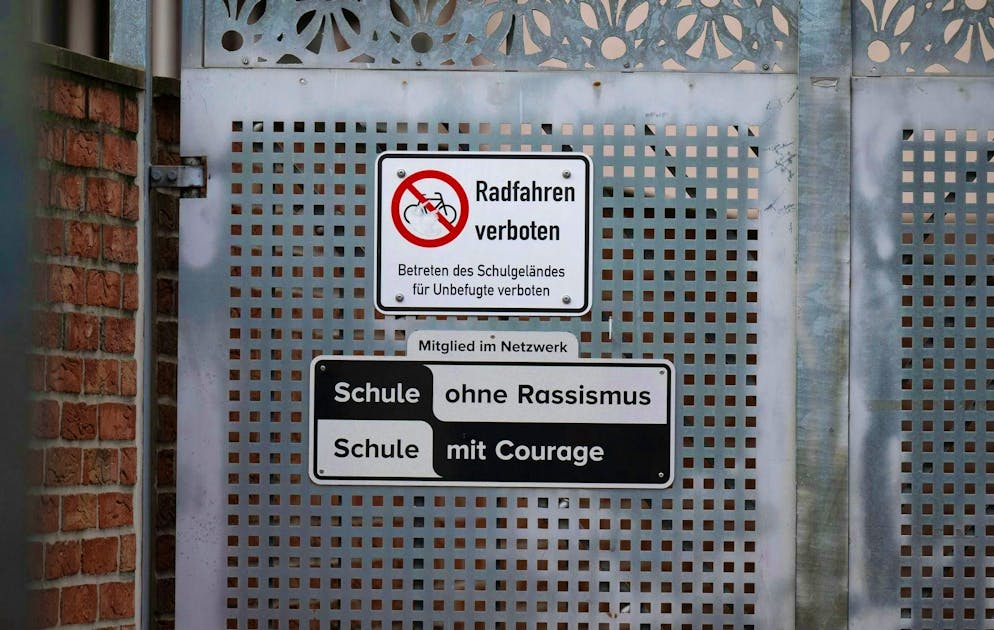 Radfahren
verboten
Betreten des Schulgeländes
für Unbefugte verboten
Mitglied im Netzwerk
Schule ohne Rassismus
Schule mit Courage